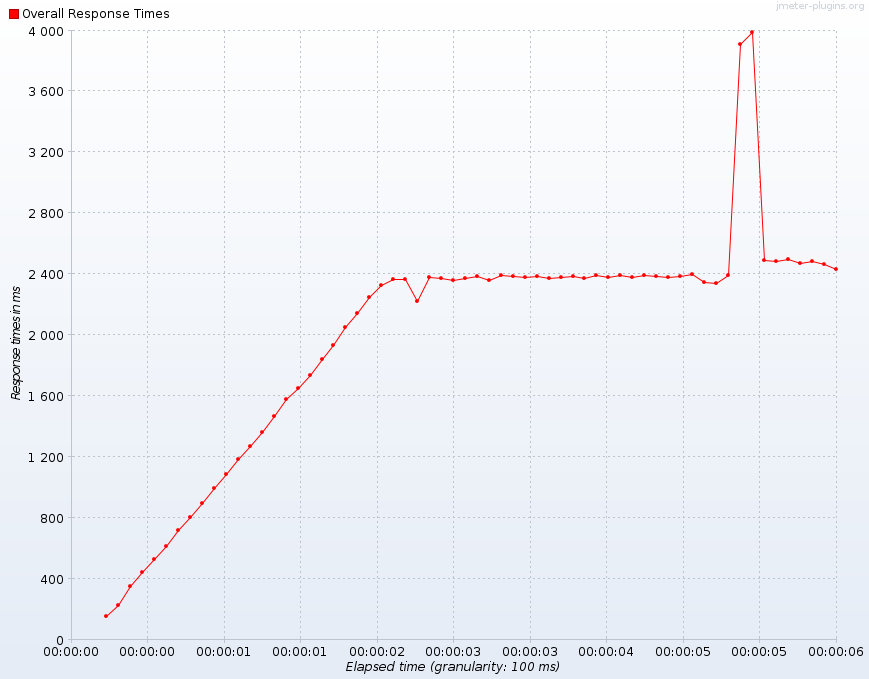 jmeter-plugins.org
Overall Response Times
4 000
3 600
3 200
2 800
2 400
2 000
1 600
1 200
800
400
0
Response times in ms
00:00:00 00:00:00 00:00:01 00:00:01 00:00:02 00:00:03 00:00:03 00:00:04 00:00:05 00:00:05 00:00:06
Elapsed time (granularity: 100 ms)